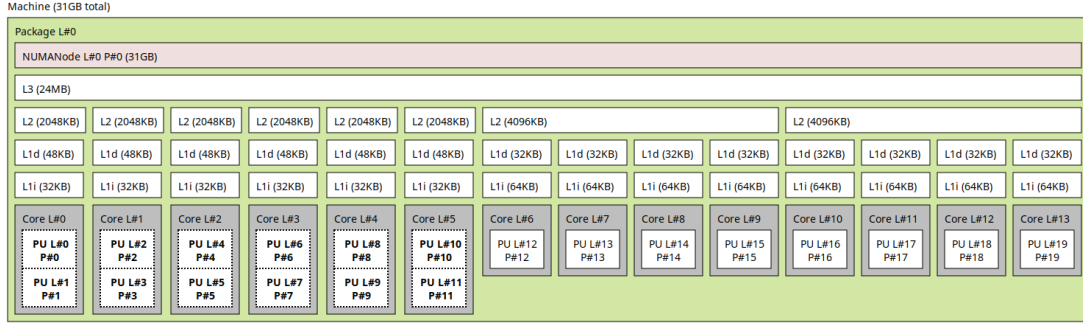 Machine (31GB total)
Package L#0
NUMANode L#0 P#0 (31GB)
L3 (24MB)
L2 (2048KB) L2 (2048KB) L2 (2048KB) L2 (2048KB) L2 (2048KB) L2 (2048KB) L2 (4096KB) L2 (4096KB)
L1d (48KB) L1d (48KB) L1d (48KB) L1d (48KB) L1d (48KB) L1d (48KB) L1d (32KB) L1d (32KB) L1d (32KB) L1d (32KB) L1d (32KB) L1d (32KB) L1d (32KB) L1d (32KB)
L1i (32KB) L1i (32KB) L1i (32KB) L1i (32KB) L1i (32KB) L1i (32KB) L1i (64KB) L1i (64KB) L1i (64KB) L1i (64KB) L1i (64KB) L1i (64KB) L1i (64KB) L1i (64KB)
Core L#0 Core L#1 Core L#2 Core L#3 Core L#4 Core L#5 Core L#6 Core L#7 Core L#8 Core L#9 Core L#10 Core L#11 Core L#12 Core L#13
PU L#0 PU L#2 PU L#4 PU L#6 PU L#8 PU L#10 PU L#12 PU L#13 PU L#14 PU L#15 PU L#16 PU L#17 PU L#18 PU L#19
P#0 P#2 P#4 P#6 P#8 P#10 P#12 P#13 P#14 P#15 P#16 P#17 P#18 P#19
PU L#1 PU L#3 PU L#5 PU L#7 PU L#9 PU L#11
P#1 P#3 P#5 P#7 P#9 P#11